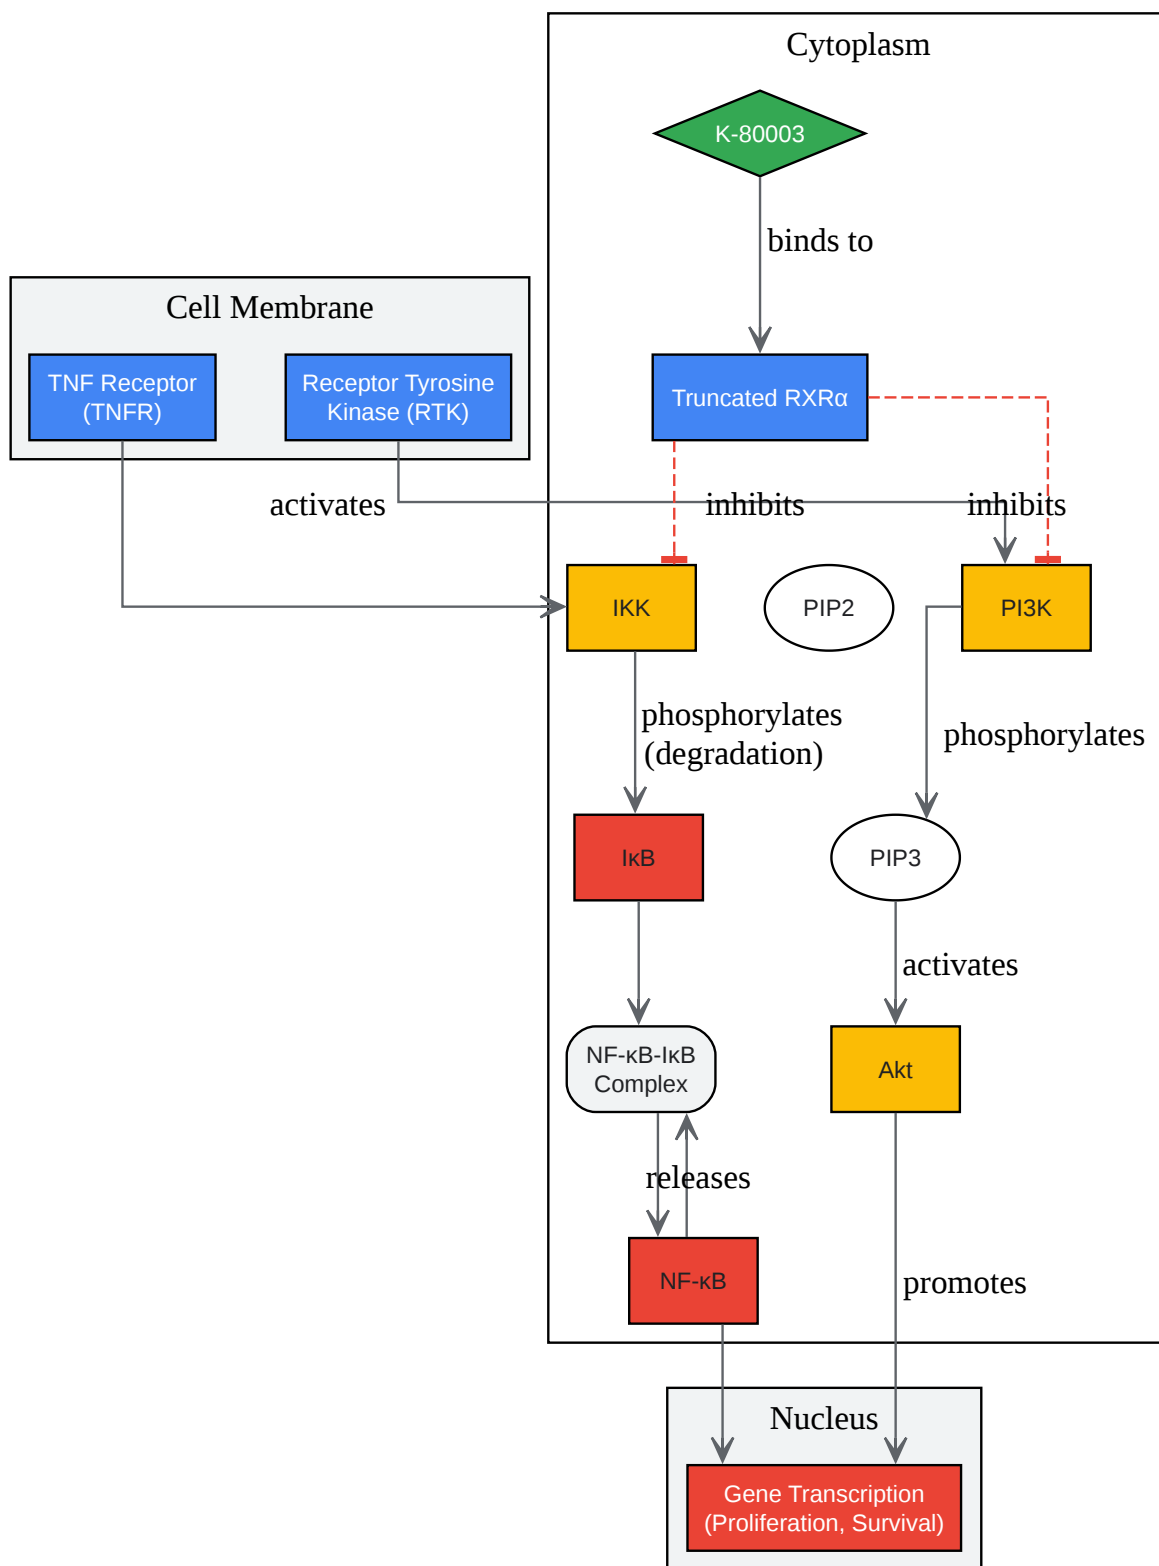 Cytoplasm
K-80003
binds to
Cell Membrane
TNF Receptor
(TNFR)
Receptor Tyrosine
Kinase (RTK)
Truncated RXRα
activates
inhibits
inhibits
IKK
PIP2
PI3K
phosphorylates
(degradation)
phosphorylates
IκB
PIP3
activates
NF-κB-IκB
Complex
Akt
releases
NF-κB
promotes
Nucleus
Gene Transcription
(Proliferation, Survival)